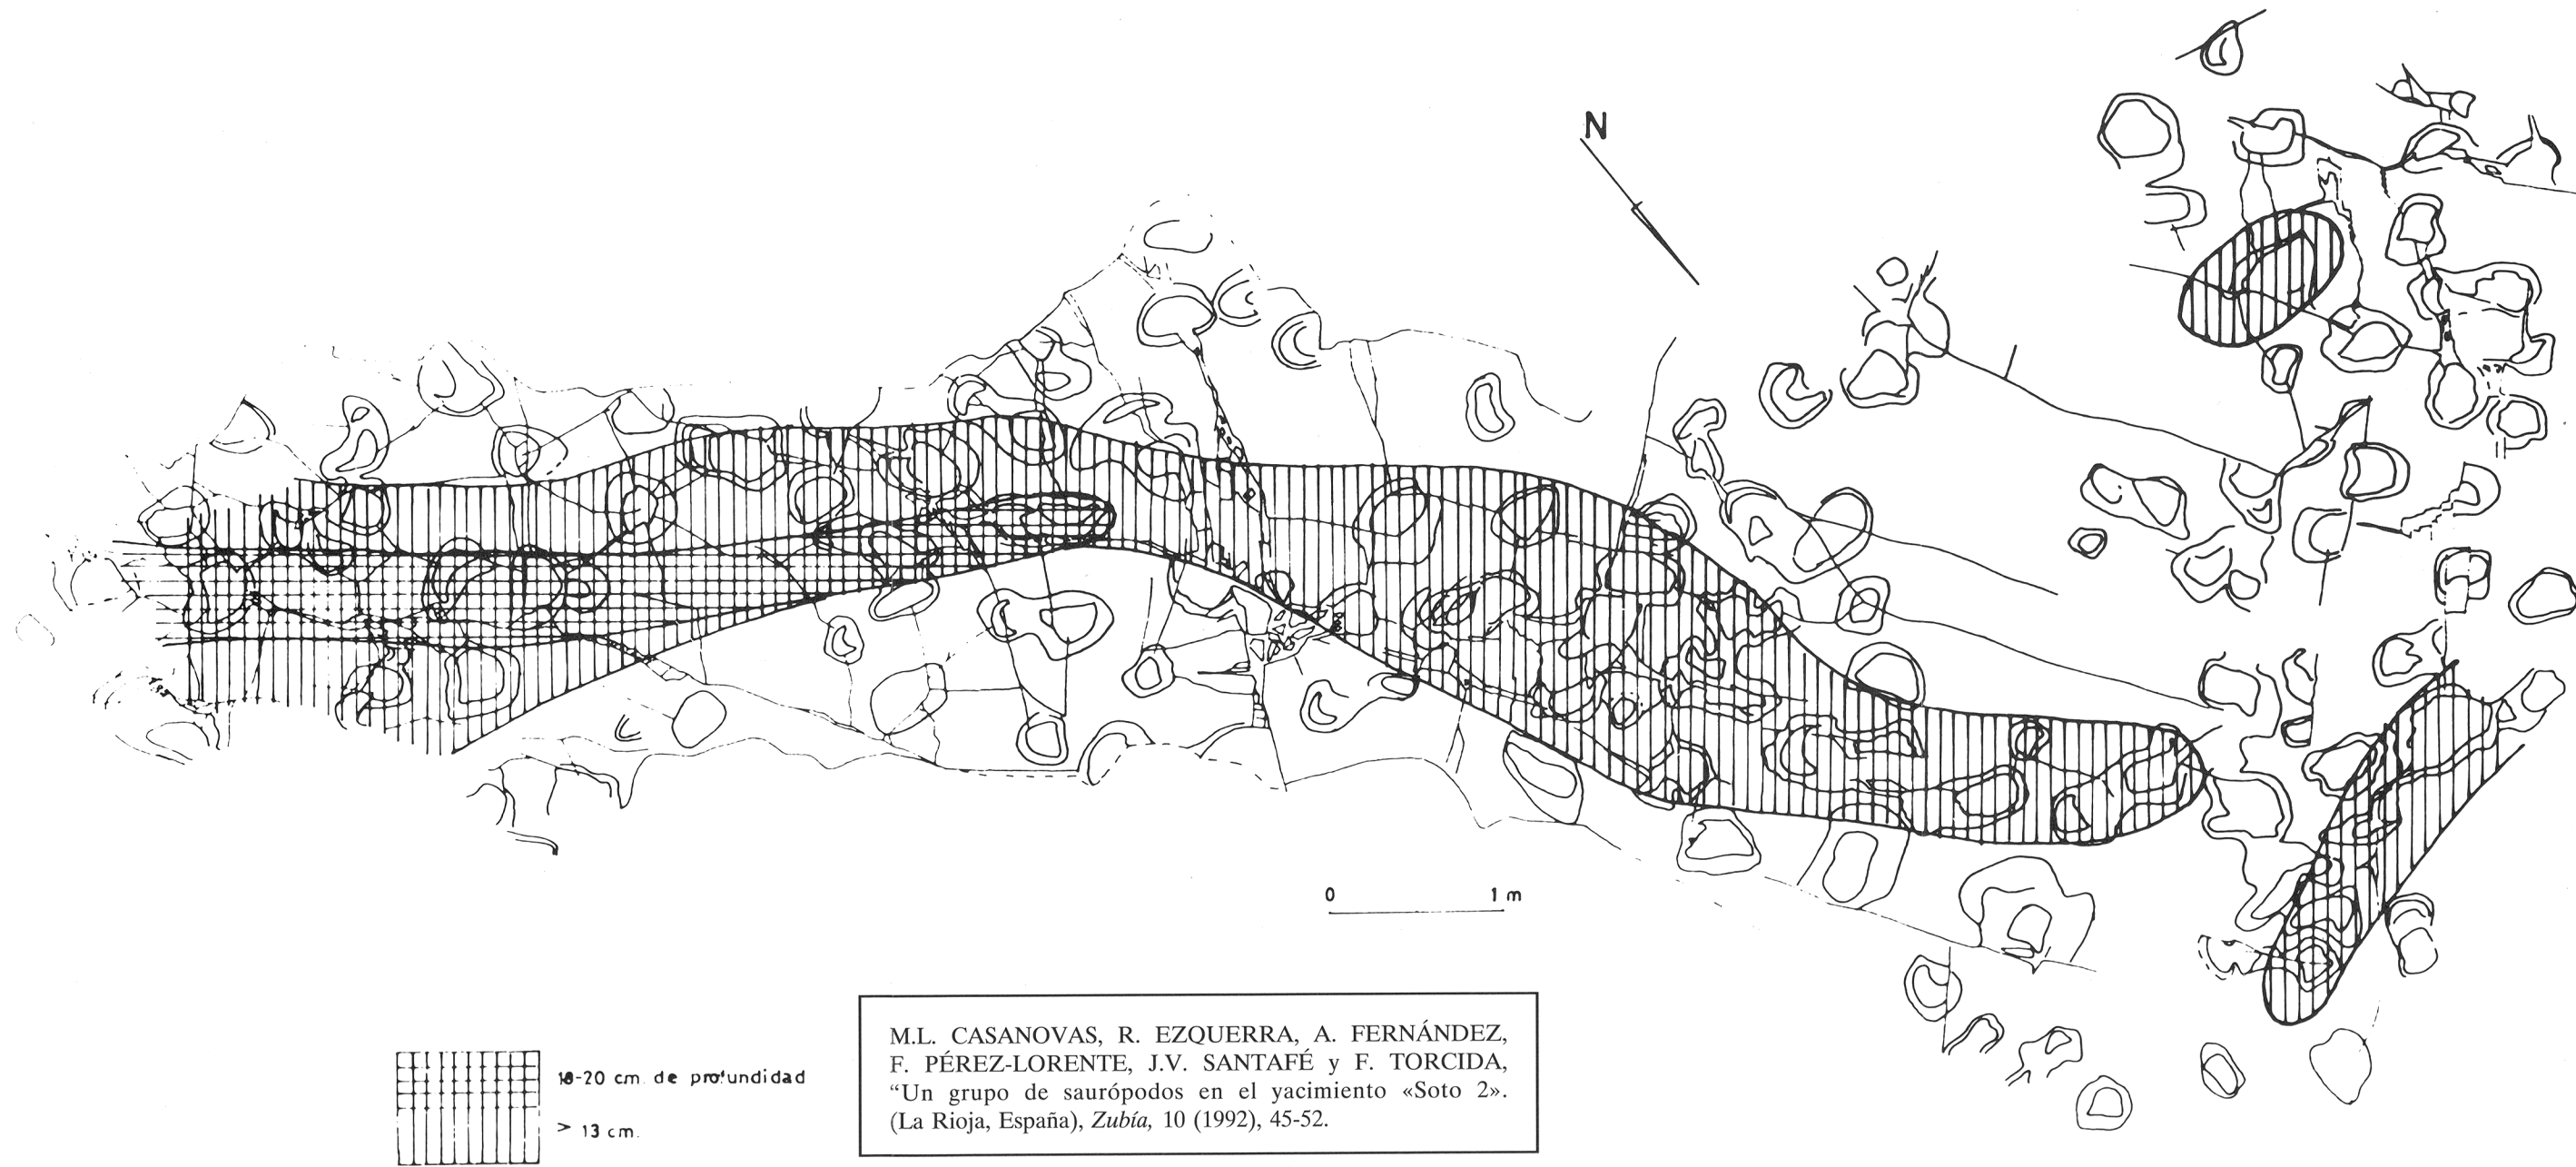 N
0 1 m
18-20 cm. de profundidad
> 13 cm.
M.L. CASANOVAS, R. EZQUERRA, A. FERNÁNDEZ,
F. PÉREZ-LORENTE, J.V. SANTAFÉ y F. TORCIDA,
“Un grupo de saurópodos en el yacimiento «Soto 2».
(La Rioja, España), Zubía, 10 (1992), 45-52.